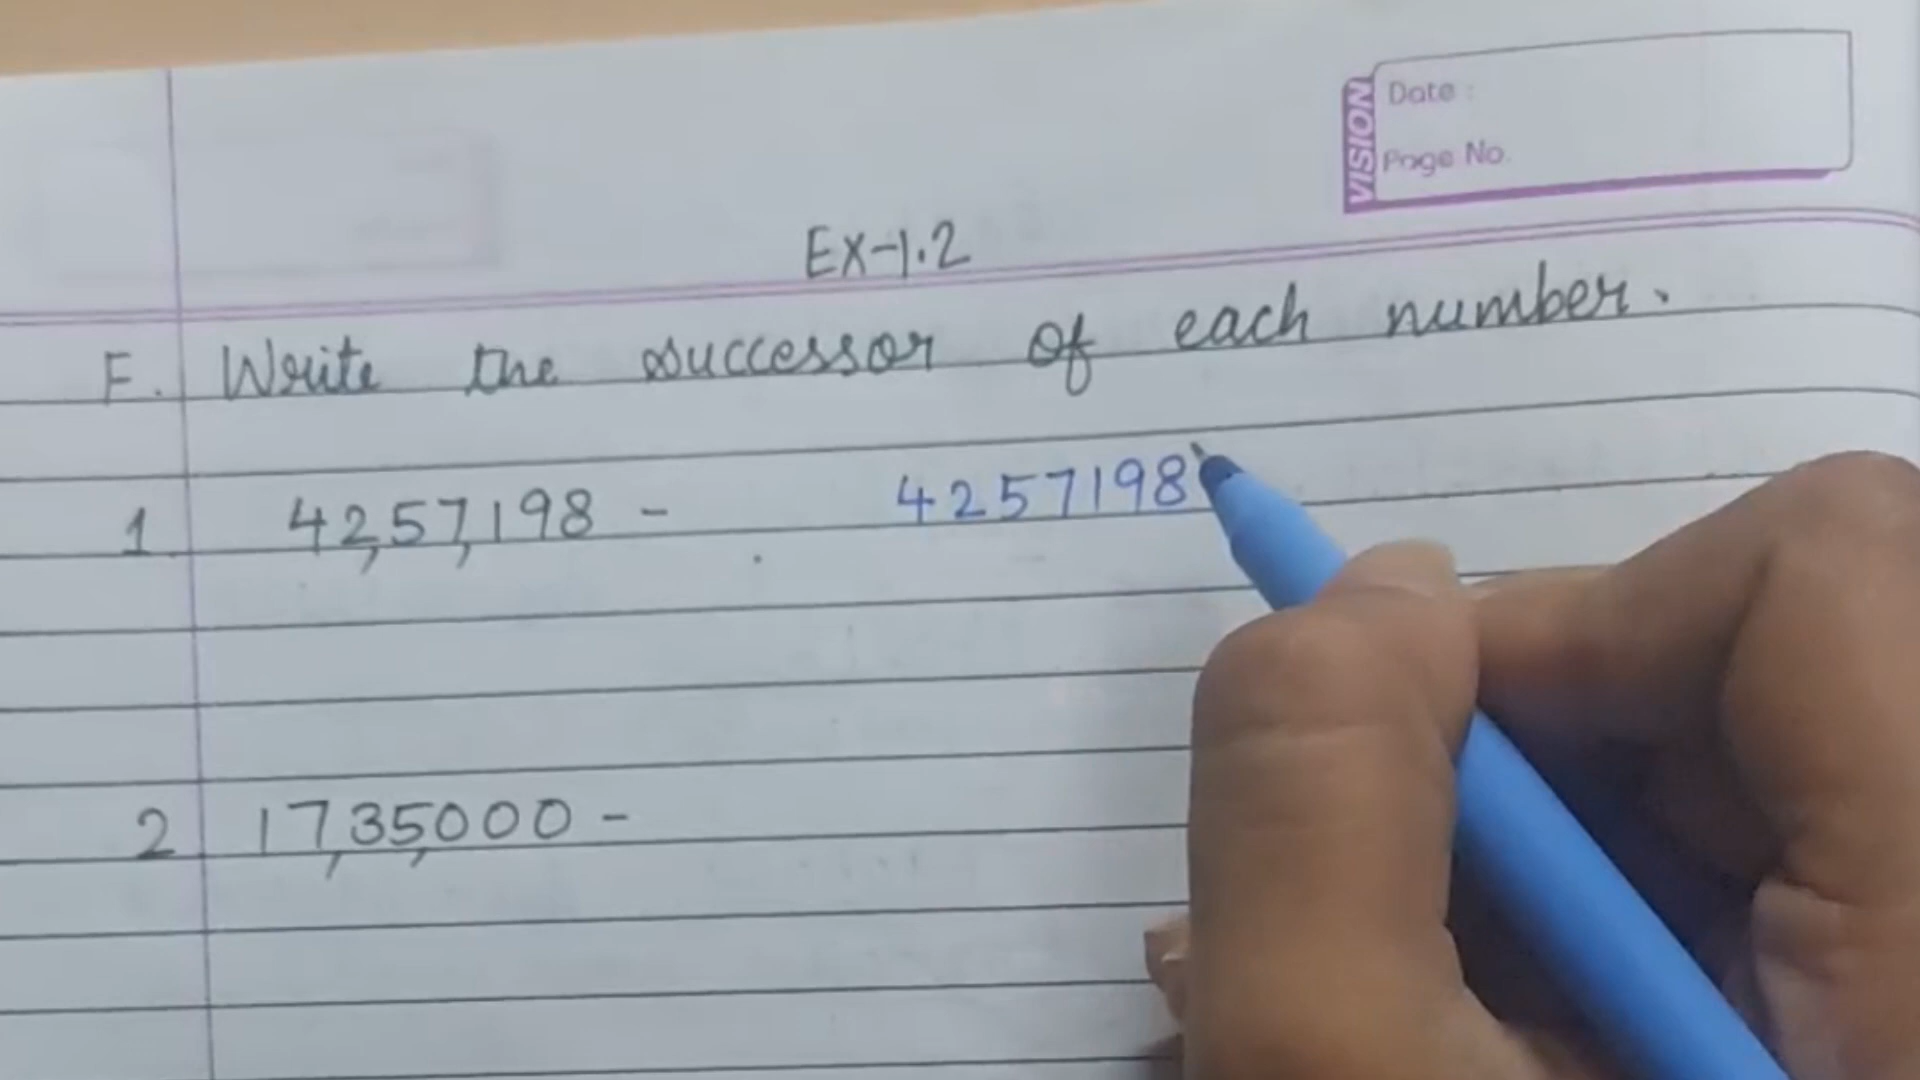 VISION
Date :
Page No.
Ex-1.2
F. Write the successor of each number.
1 42,57,198 - 4257198
2 17,35,000 -